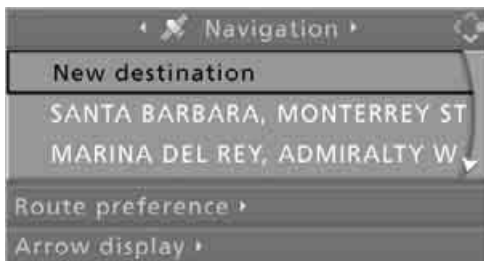 Navigation
New destination
SANTA BARBARA, MONTERREY ST
MARINA DEL REY, ADMIRALTY W
Route preference
Arrow display